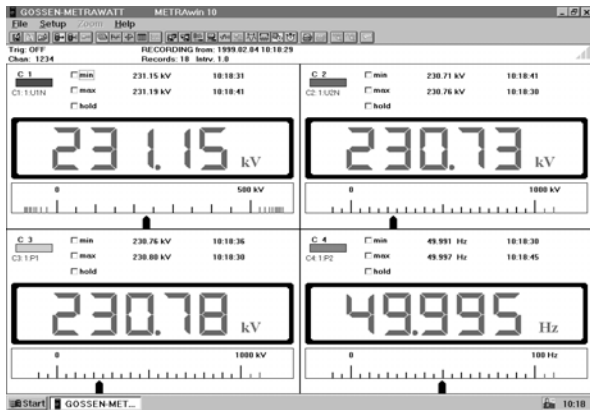 GOSSEN-METRAWATT METRAwin 10
File Setup Zoom Help
Trig: OFF RECORDING from: 1999.02.04 10:18:29
Chan: 1234 Records: 18 Intrv. 1.0
C 1 min 231.15 kV 10:18:31
C1: 1:U1N max 231.19 kV 10:18:41
hold
231.15 kV
0 500 kV
C 2 min 230.71 kV 10:18:41
C2: 1:U2N max 230.76 kV 10:18:30
hold
230.73 kV
0 1000 kV
C 3 min 230.76 kV 10:18:36
C3: 1:P1 max 230.80 kV 10:18:30
hold
230.78 kV
0 1000 kV
C 4 min 49.991 Hz 10:18:30
C4: 1:P2 max 49.997 Hz 10:18:45
hold
49.995 Hz
0 100 Hz
Start GOSSEN-MET... 10:18